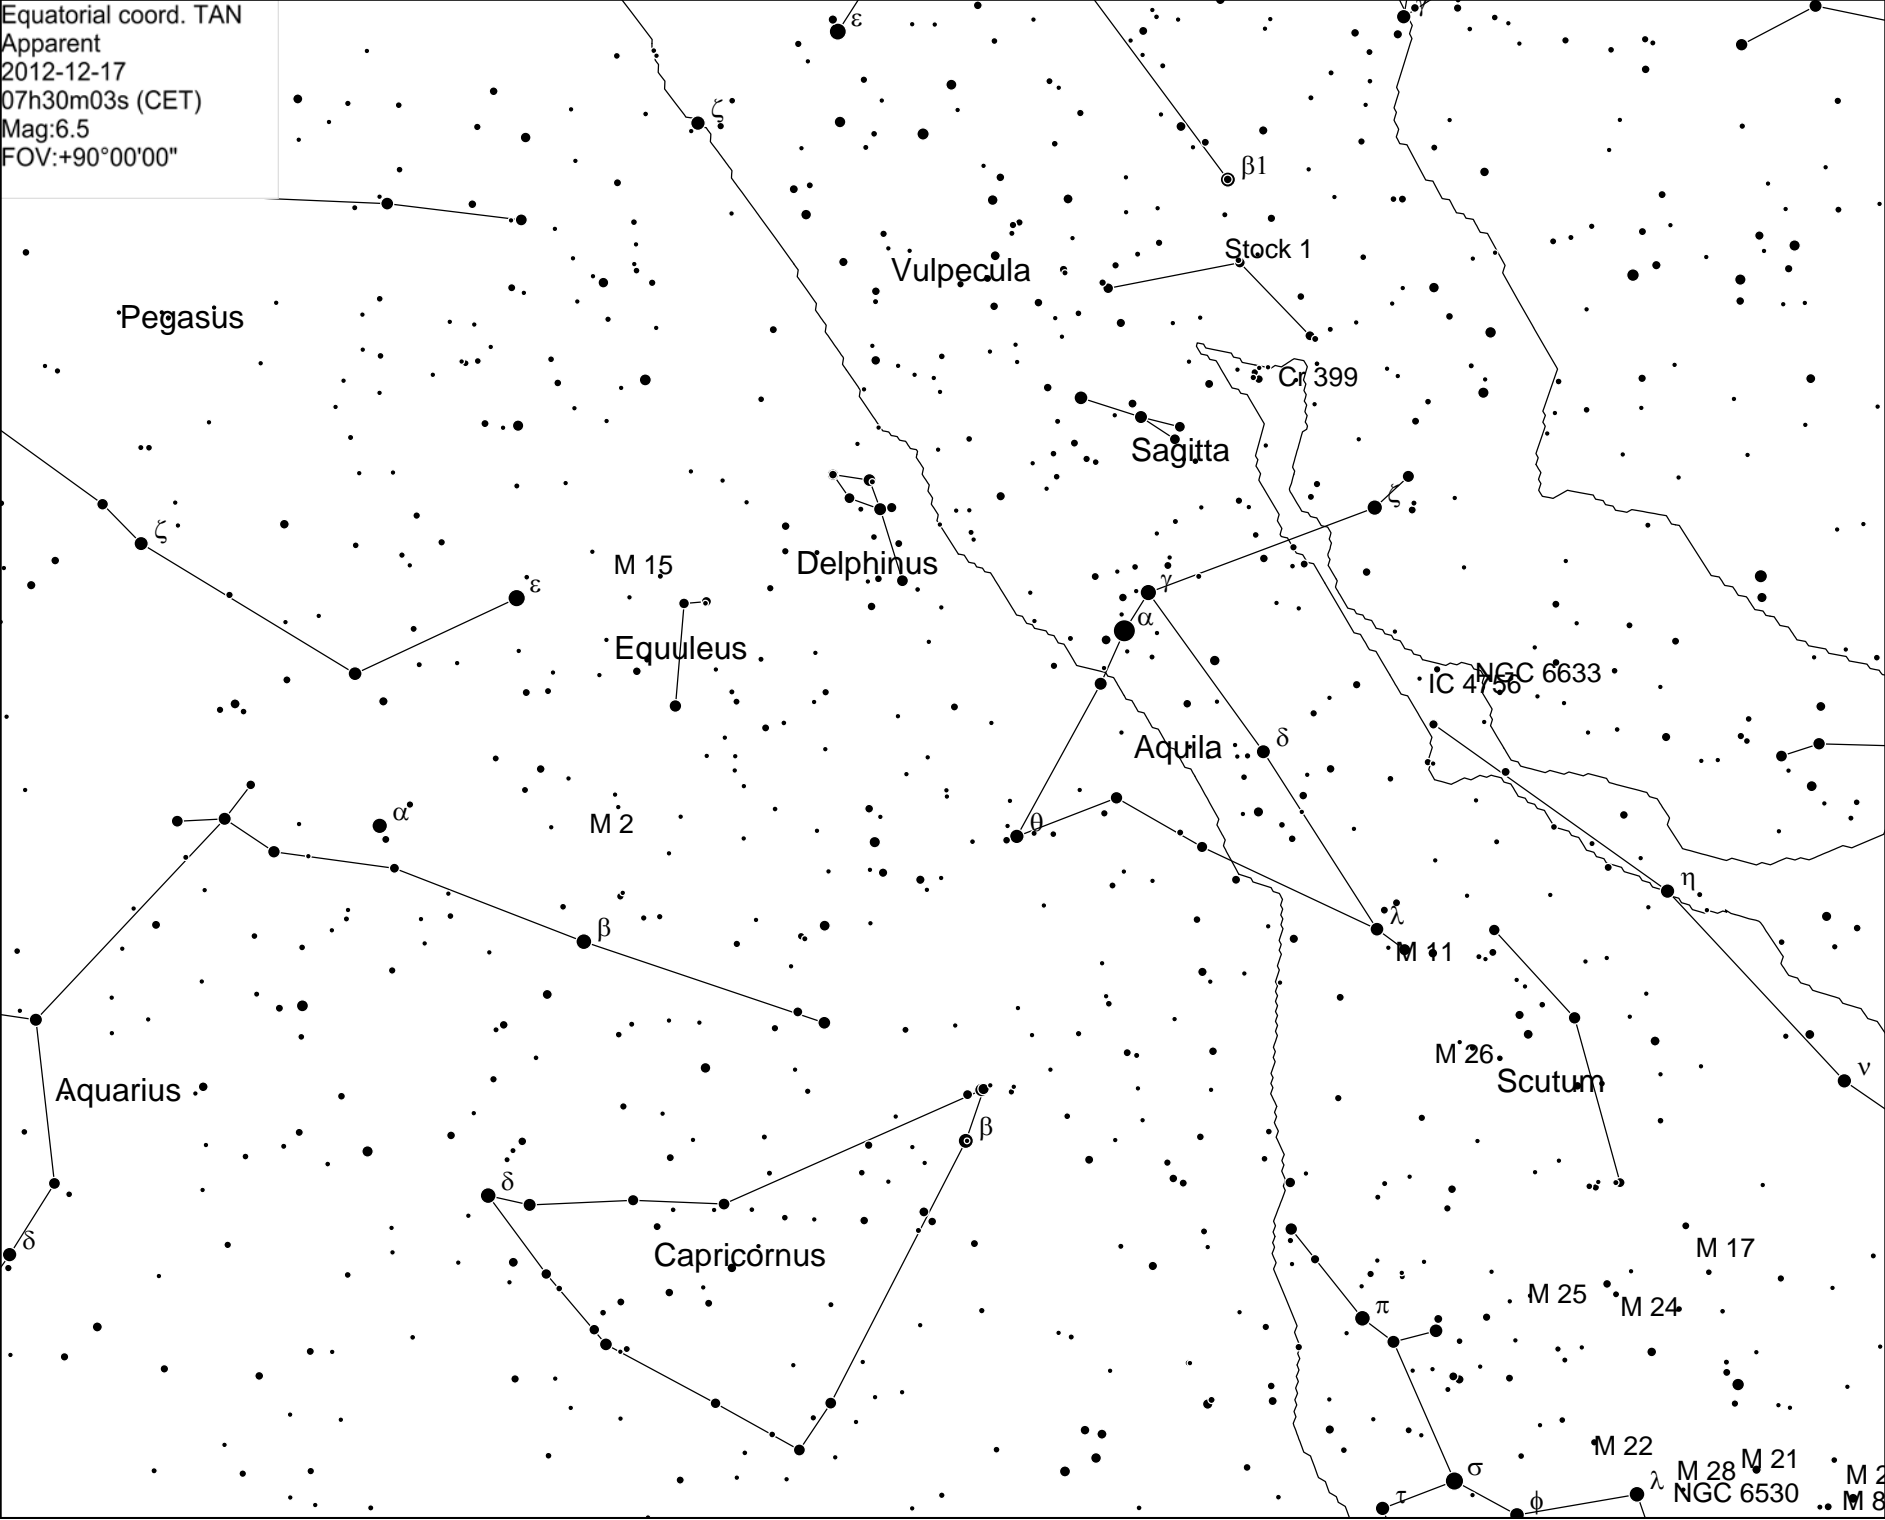 Equatorial coord. TAN
Apparent
2012-12-17
07h30m03s (CET)
Mag:6.5
FOV:+90°00'00"
ε
γ
ζ
β1
Stock 1
Vulpecula
Pegasus
Cr 399
Sagitta
ζ
ζ
M 15
Delphinus
ε
γ
α
Equuleus
NGC 6633
IC 4756
Aquila
δ
α
M 2
θ
η
β
λ
M 11
M 26
Scutum
ν
Aquarius
β
δ
δ
Capricornus
M 17
M 25
M 24
π
M 22
M 21
σ
M 28
M 2
λ
NGC 6530
M 8
τ
φ